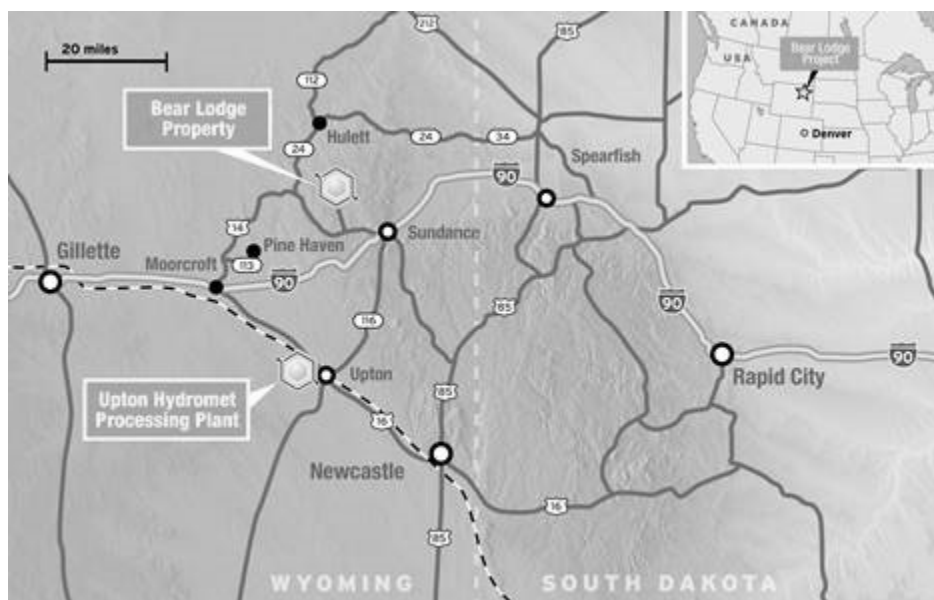 20 miles
212
85
CANADA
USA
Bear Lodge
Project
Denver
112
Bear Lodge
Property
Hulett
24
24
34
Spearfish
90
14
Gillette
Pine Haven
Sundance
Moorcroft
113
90
85
90
116
90
Rapid City
Upton
Upton Hydromet
Processing Plant
85
16
Newcastle
16
85
WYOMING
SOUTH DAKOTA